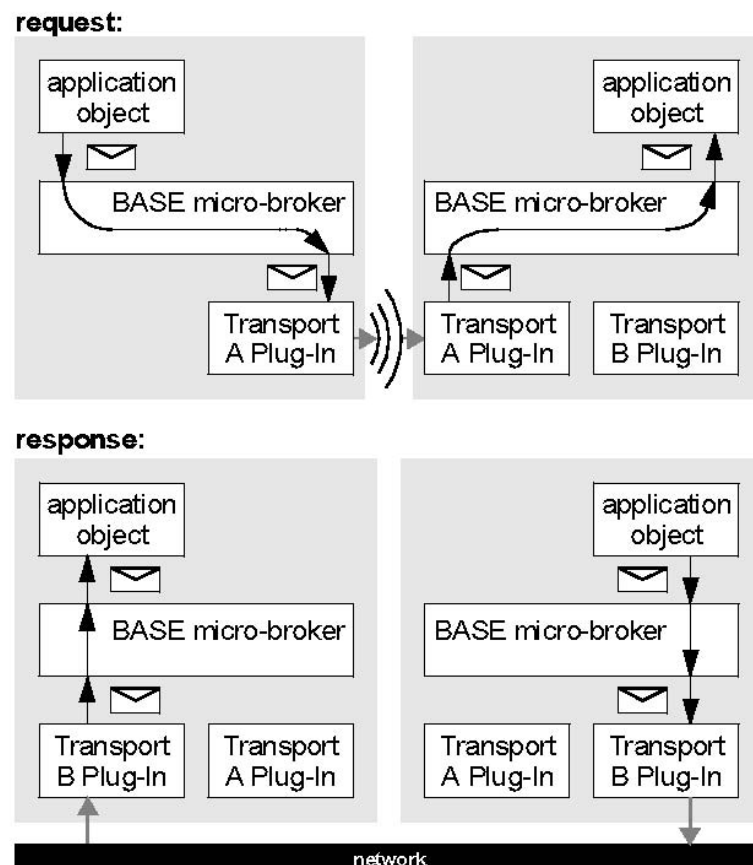 request:
application
object
application
object
BASE micro-broker
BASE micro-broker
Transport
A Plug-In
Transport
A Plug-In
Transport
B Plug-In
response:
application
object
application
object
BASE micro-broker
BASE micro-broker
Transport
B Plug-In
Transport
A Plug-In
Transport
A Plug-In
Transport
B Plug-In
network